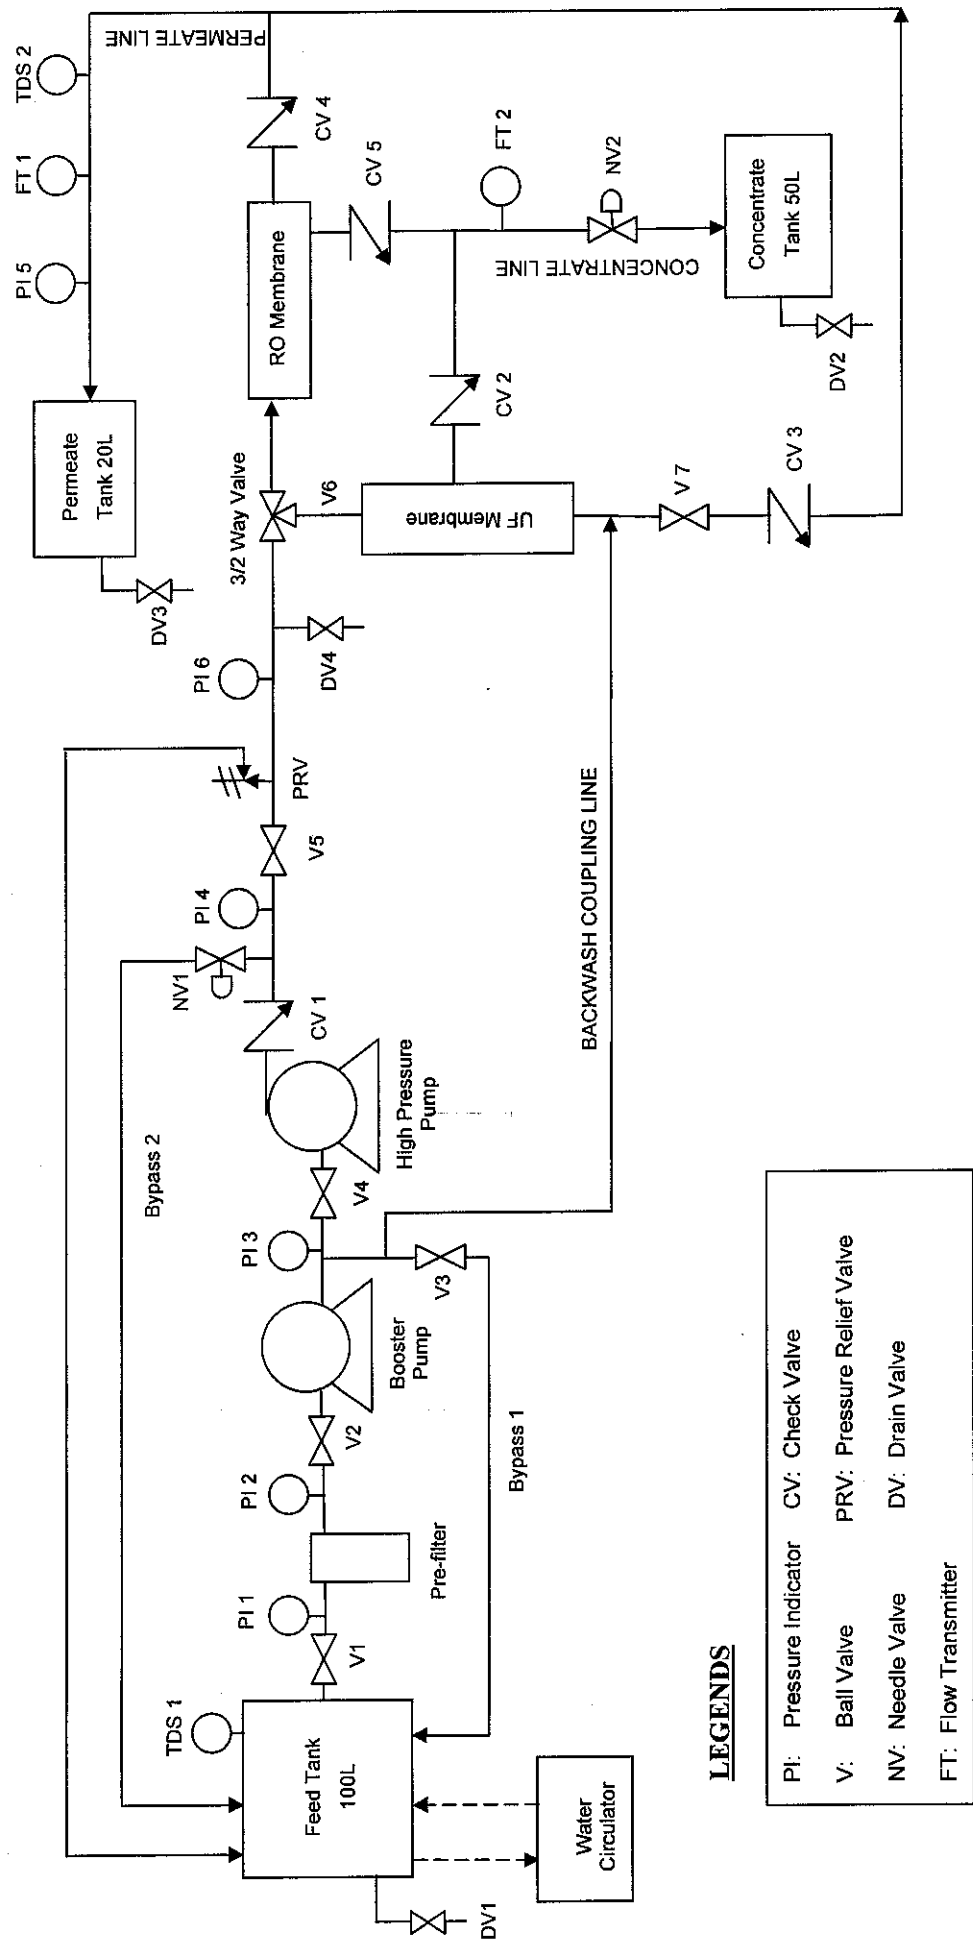 TDS 2
FT 1
PI 5
Permeate
Tank 20L
DV3
PERMEATE LINE
CV 4
RO Membrane
CV 5
FT 2
NV2
CONCENTRATE LINE
Concentrate
Tank 50L
DV2
CV 2
3/2 Way Valve
V6
UF Membrane
V 7
CV 3
PI 6
DV4
PRV
V5
PI 4
NV1
CV 1
High Pressure
Pump
Bypass 2
V4
PI 3
V3
BACKWASH COUPLING LINE
Booster
Pump
V2
PI 2
Bypass 1
Pre-filter
PI 1
V1
TDS 1
Feed Tank
100L
Water
Circulator
DV1
LEGENDS
PI: Pressure Indicator CV: Check Valve
V: Ball Valve PRV: Pressure Relief Valve
NV: Needle Valve DV: Drain Valve
FT: Flow Transmitter